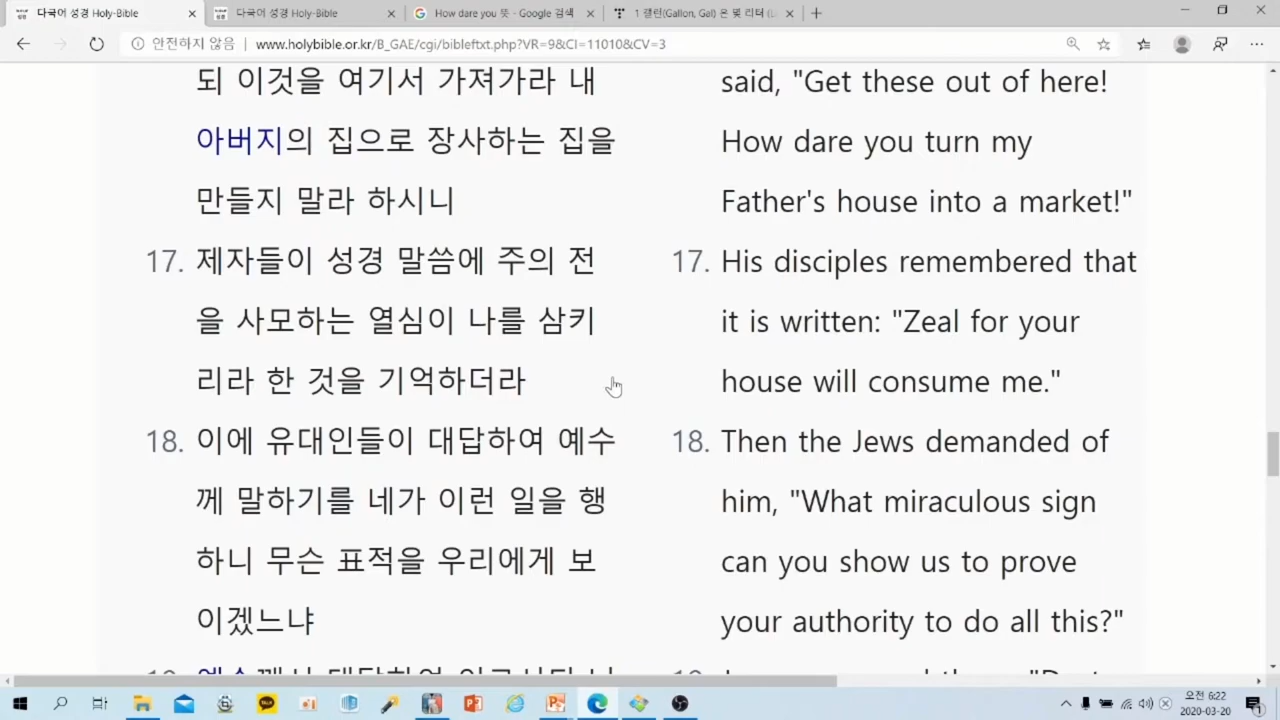 다국어 성경 Holy-Bible
다국어 성경 Holy-Bible
How dare you 뜻 - Google 검색
1 갤런(Gallon, Gal) 은 몇 리터 (L
안전하지 않음
www.holybible.or.kr/B_GAE/cgi/bibleftxt.php?VR=9&CI=11010&CV=3
되 이것을 여기서 가져가라 내
아버지의 집으로 장사하는 집을
만들지 말라 하시니
17. 제자들이 성경 말씀에 주의 전
을 사모하는 열심이 나를 삼키
리라 한 것을 기억하더라
18. 이에 유대인들이 대답하여 예수
께 말하기를 네가 이런 일을 행
하니 무슨 표적을 우리에게 보
이겠느냐
said, "Get these out of here!
How dare you turn my
Father's house into a market!"
17. His disciples remembered that
it is written: "Zeal for your
house will consume me."
18. Then the Jews demanded of
him, "What miraculous sign
can you show us to prove
your authority to do all this?"
오전 6:22
2020-03-20